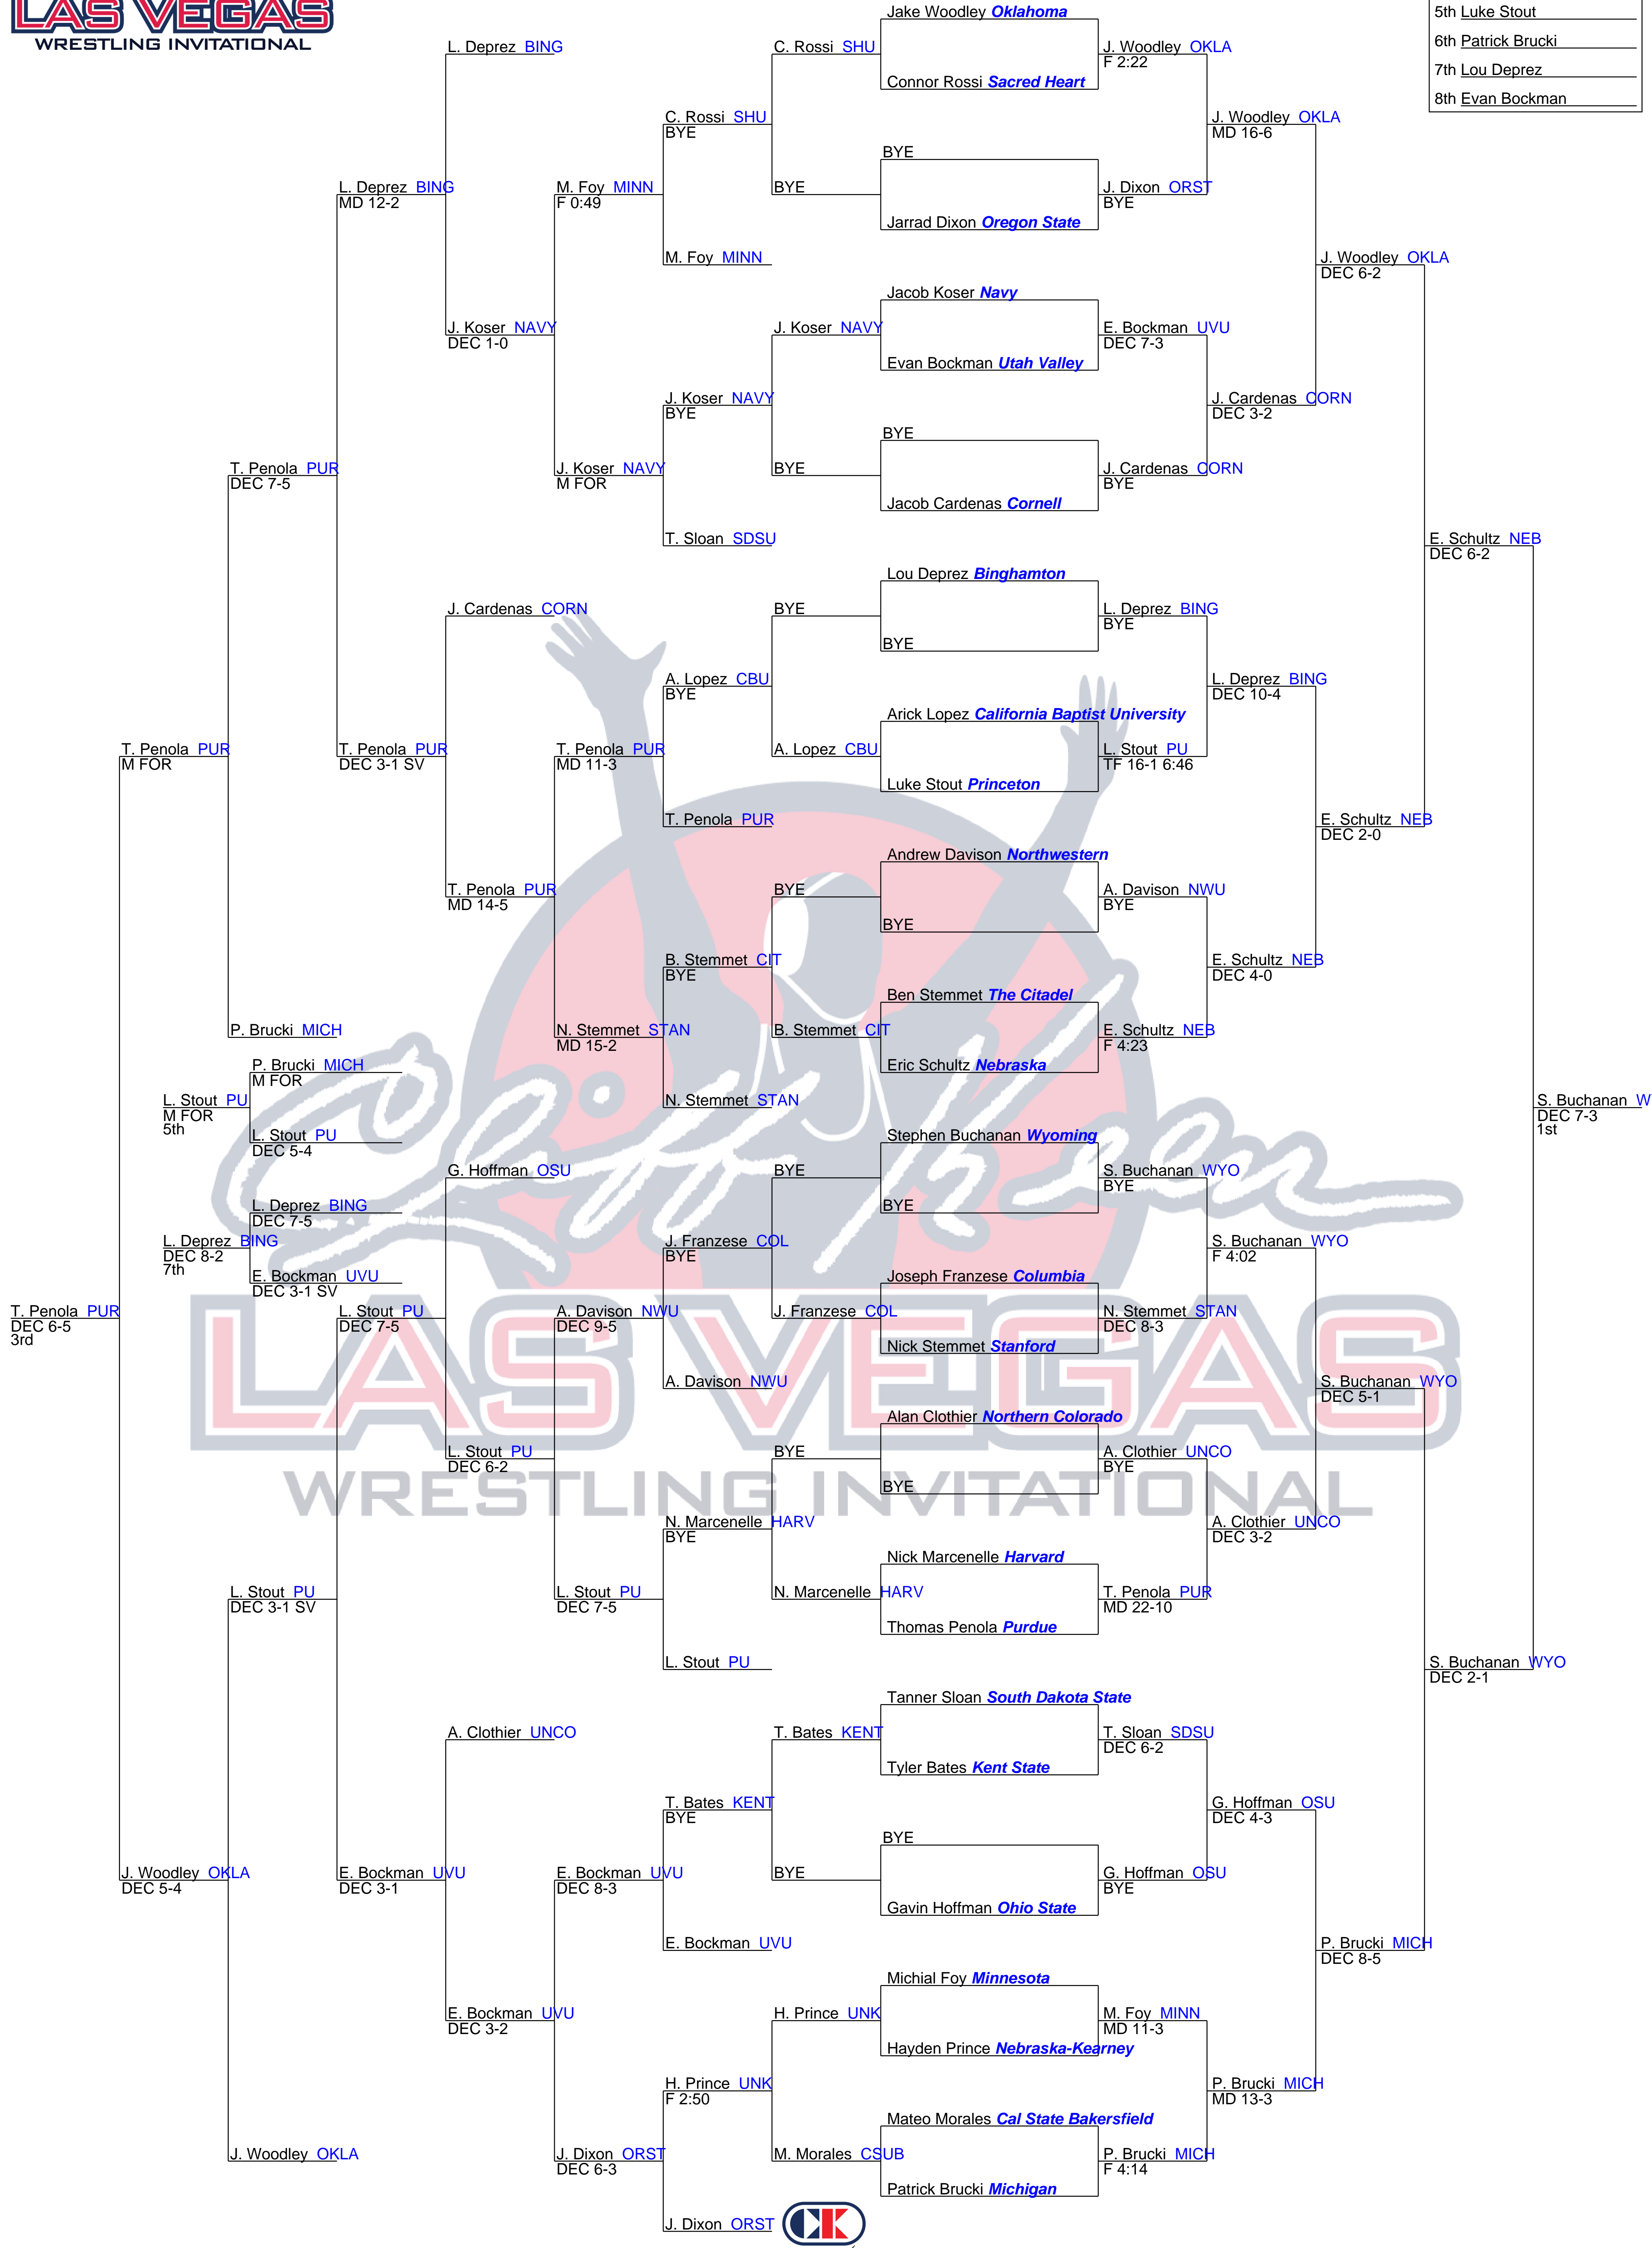 LAS VEGAS
WRESTLING INVITATIONAL
Jake Woodley Oklahoma
5th Luke Stout
L. Deprez BING
C. Rossi SHU
J. Woodley OKLA
F 2:22
6th Patrick Brucki
7th Lou Deprez
Connor Rossi Sacred Heart
8th Evan Bockman
C. Rossi SHU
BYE
J. Woodley OKLA
MD 16-6
BYE
L. Deprez BING
MD 12-2
M. Foy MINN
F 0:49
BYE
J. Dixon ORST
BYE
Jarrad Dixon Oregon State
M. Foy MINN
J. Woodley OKLA
DEC 6-2
Jacob Koser Navy
J. Koser NAVY
DEC 1-0
J. Koser NAVY
E. Bockman UVU
DEC 7-3
Evan Bockman Utah Valley
J. Koser NAVY
BYE
J. Cardenas CORN
DEC 3-2
BYE
T. Penola PUR
DEC 7-5
J. Koser NAVY
M FOR
BYE
J. Cardenas CORN
BYE
Jacob Cardenas Cornell
T. Sloan SDSU
E. Schultz NEB
DEC 6-2
Lou Deprez Binghamton
J. Cardenas CORN
BYE
L. Deprez BING
BYE
BYE
A. Lopez CBU
BYE
L. Deprez BING
DEC 10-4
Arick Lopez California Baptist University
T. Penola PUR
M FOR
T. Penola PUR
DEC 3-1 SV
T. Penola PUR
MD 11-3
A. Lopez CBU
L. Stout PU
TF 16-1 6:46
Luke Stout Princeton
T. Penola PUR
E. Schultz NEB
DEC 2-0
Andrew Davison Northwestern
T. Penola PUR
MD 14-5
BYE
A. Davison NWU
BYE
BYE
B. Stemmet CIT
BYE
E. Schultz NEB
DEC 4-0
Ben Stemmet The Citadel
P. Brucki MICH
N. Stemmet STAN
MD 15-2
B. Stemmet CIT
E. Schultz NEB
F 4:23
P. Brucki MICH
M FOR
Eric Schultz Nebraska
L. Stout PU
M FOR
5th
N. Stemmet STAN
S. Buchanan W
DEC 7-3
1st
L. Stout PU
DEC 5-4
Stephen Buchanan Wyoming
G. Hoffman OSU
BYE
S. Buchanan WYO
BYE
L. Deprez BING
DEC 7-5
BYE
L. Deprez BING
DEC 8-2
7th
J. Franzese COL
BYE
S. Buchanan WYO
F 4:02
E. Bockman UVU
DEC 3-1 SV
Joseph Franzese Columbia
Cliff Keen
T. Penola PUR
DEC 6-5
3rd
L. Stout PU
DEC 7-5
A. Davison NWU
DEC 9-5
J. Franzese COL
N. Stemmet STAN
DEC 8-3
Nick Stemmet Stanford
LAS VEGAS
A. Davison NWU
S. Buchanan WYO
DEC 5-1
Alan Clothier Northern Colorado
L. Stout PU
DEC 6-2
BYE
A. Clothier UNCO
BYE
BYE
WRESTLING INVITATIONAL
N. Marcenelle HARV
BYE
A. Clothier UNCO
DEC 3-2
Nick Marcenelle Harvard
L. Stout PU
DEC 3-1 SV
L. Stout PU
DEC 7-5
N. Marcenelle HARV
T. Penola PUR
MD 22-10
Thomas Penola Purdue
L. Stout PU
S. Buchanan WYO
DEC 2-1
Tanner Sloan South Dakota State
A. Clothier UNCO
T. Bates KENT
T. Sloan SDSU
DEC 6-2
Tyler Bates Kent State
T. Bates KENT
BYE
G. Hoffman OSU
DEC 4-3
BYE
J. Woodley OKLA
DEC 5-4
E. Bockman UVU
DEC 3-1
E. Bockman UVU
DEC 8-3
BYE
G. Hoffman OSU
BYE
Gavin Hoffman Ohio State
E. Bockman UVU
P. Brucki MICH
DEC 8-5
Michial Foy Minnesota
E. Bockman UVU
DEC 3-2
H. Prince UNK
M. Foy MINN
MD 11-3
Hayden Prince Nebraska-Kearney
H. Prince UNK
F 2:50
P. Brucki MICH
MD 13-3
Mateo Morales Cal State Bakersfield
J. Woodley OKLA
J. Dixon ORST
DEC 6-3
M. Morales CSUB
P. Brucki MICH
F 4:14
Patrick Brucki Michigan
J. Dixon ORST
CK